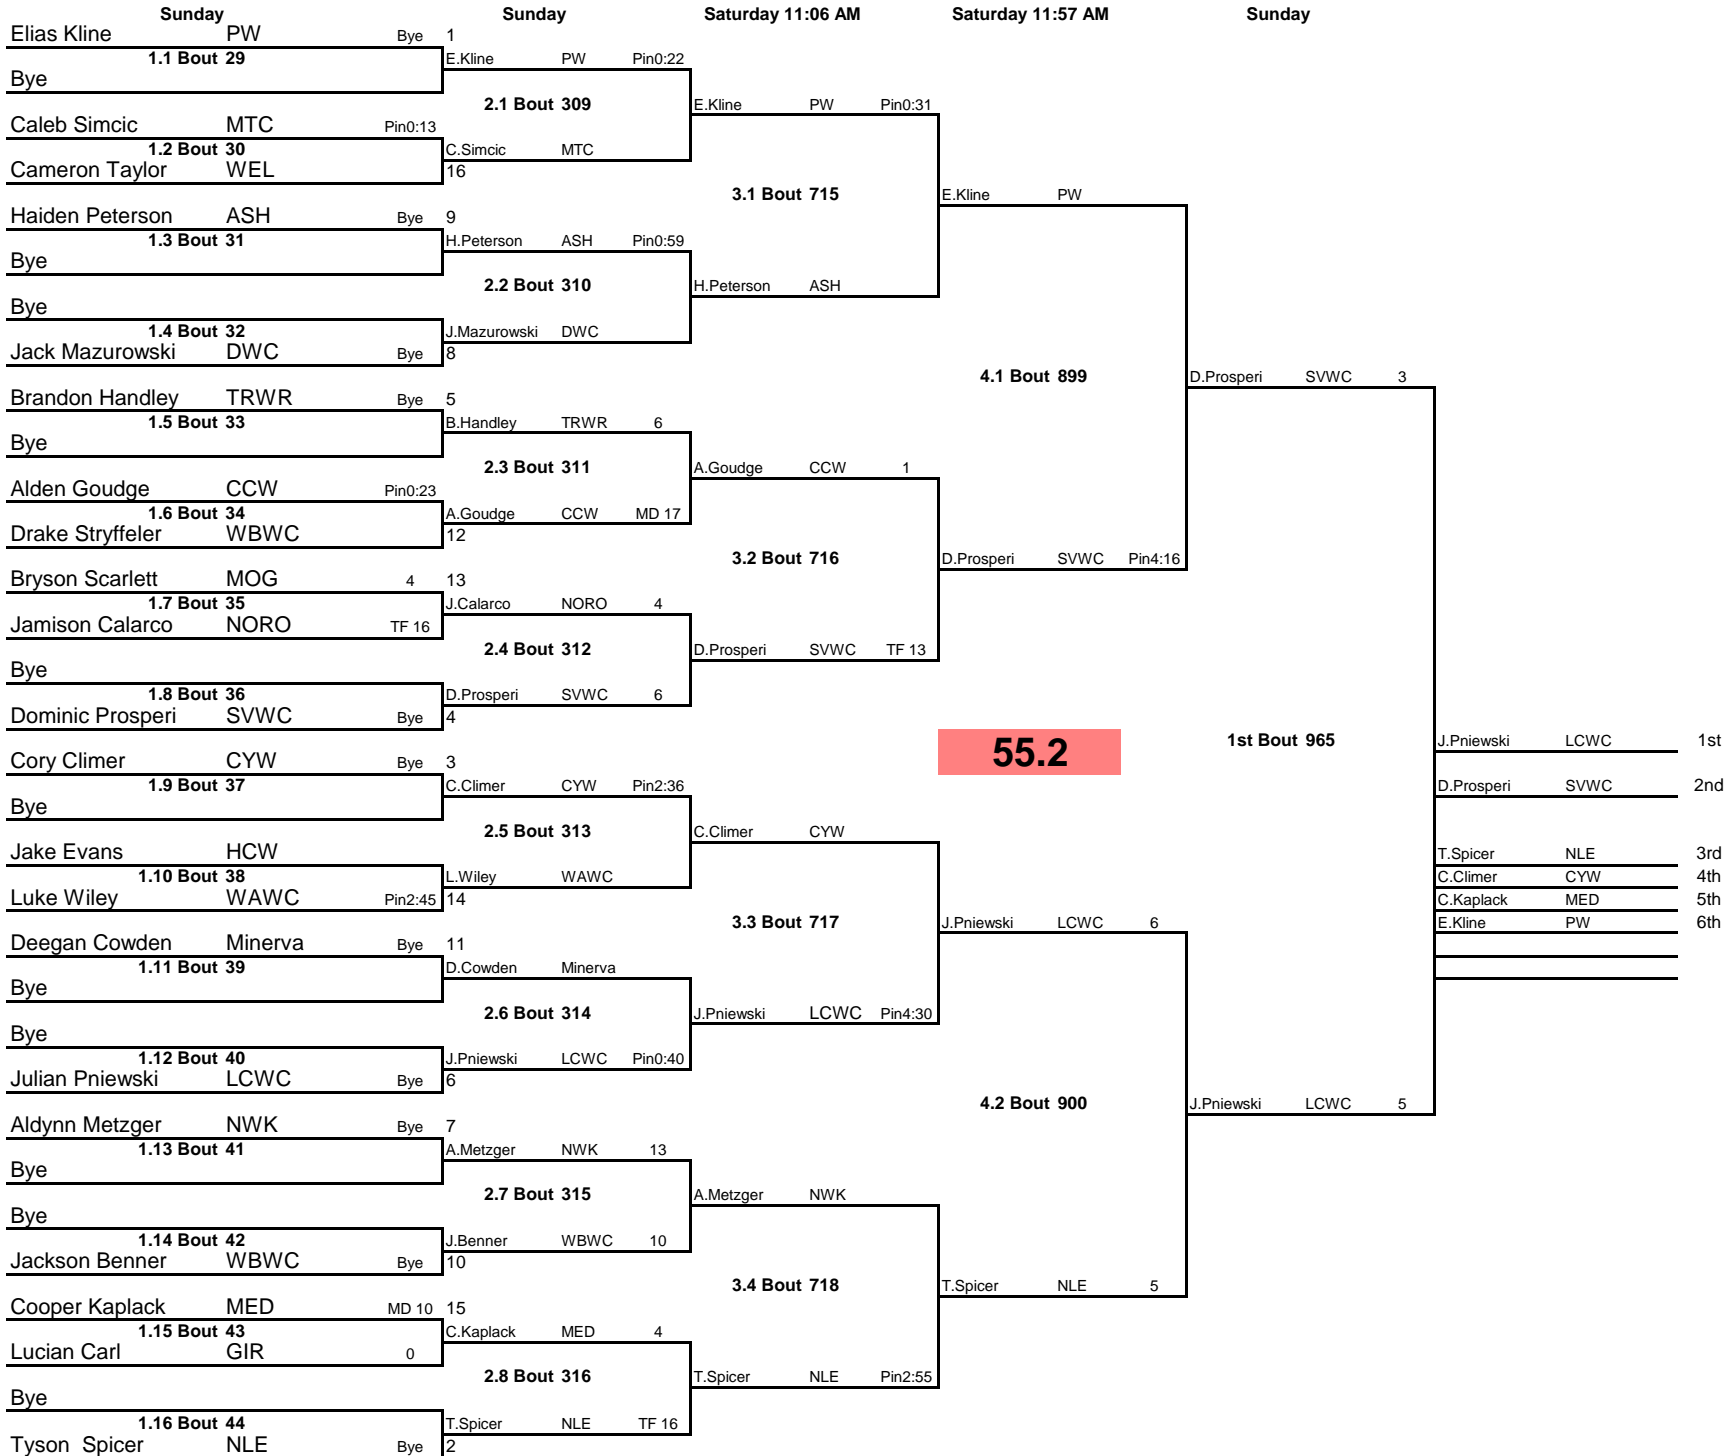 Sunday Sunday Saturday 11:06 AM Saturday 11:57 AM Sunday
Elias Kline PW Bye 1
1.1 Bout 29 E.Kline PW Pin0:22
Bye
2.1 Bout 309 E.Kline PW Pin0:31
Caleb Simcic MTC Pin0:13
1.2 Bout 30 C.Simcic MTC
Cameron Taylor WEL 16
3.1 Bout 715 E.Kline PW
Haiden Peterson ASH Bye 9
1.3 Bout 31 H.Peterson ASH Pin0:59
Bye
2.2 Bout 310 H.Peterson ASH
Bye
1.4 Bout 32 J.Mazurowski DWC
Jack Mazurowski DWC Bye 8
4.1 Bout 899 D.Prosperi SVWC 3
Brandon Handley TRWR Bye 5
1.5 Bout 33 B.Handley TRWR 6
Bye
2.3 Bout 311 A.Goudge CCW 1
Alden Goudge CCW Pin0:23
1.6 Bout 34 A.Goudge CCW MD 17
Drake Stryffeler WBWC 12
3.2 Bout 716 D.Prosperi SVWC Pin4:16
Bryson Scarlett MOG 4 13
1.7 Bout 35 J.Calarco NORO 4
Jamison Calarco NORO TF 16
2.4 Bout 312 D.Prosperi SVWC TF 13
Bye
1.8 Bout 36 D.Prosperi SVWC 6
Dominic Prosperi SVWC Bye 4
55.2 1st Bout 965 J.Pniewski LCWC 1st
Cory Climer CYW Bye 3
1.9 Bout 37 C.Climer CYW Pin2:36 D.Prosperi SVWC 2nd
Bye
2.5 Bout 313 C.Climer CYW
Jake Evans HCW T.Spicer NLE 3rd
1.10 Bout 38 L.Wiley WAWC C.Climer CYW 4th
Luke Wiley WAWC Pin2:45 14 C.Kaplack MED 5th
3.3 Bout 717 J.Pniewski LCWC 6 E.Kline PW 6th
Deegan Cowden Minerva Bye 11
1.11 Bout 39 D.Cowden Minerva
Bye
2.6 Bout 314 J.Pniewski LCWC Pin4:30
Bye
1.12 Bout 40 J.Pniewski LCWC Pin0:40
Julian Pniewski LCWC Bye 6
4.2 Bout 900 J.Pniewski LCWC 5
Aldynn Metzger NWK Bye 7
1.13 Bout 41 A.Metzger NWK 13
Bye
2.7 Bout 315 A.Metzger NWK
Bye
1.14 Bout 42 J.Benner WBWC 10
Jackson Benner WBWC Bye 10
3.4 Bout 718 T.Spicer NLE 5
Cooper Kaplack MED MD 10 15
1.15 Bout 43 C.Kaplack MED 4
Lucian Carl GIR 0
2.8 Bout 316 T.Spicer NLE Pin2:55
Bye
1.16 Bout 44 T.Spicer NLE TF 16
Tyson Spicer NLE Bye 2